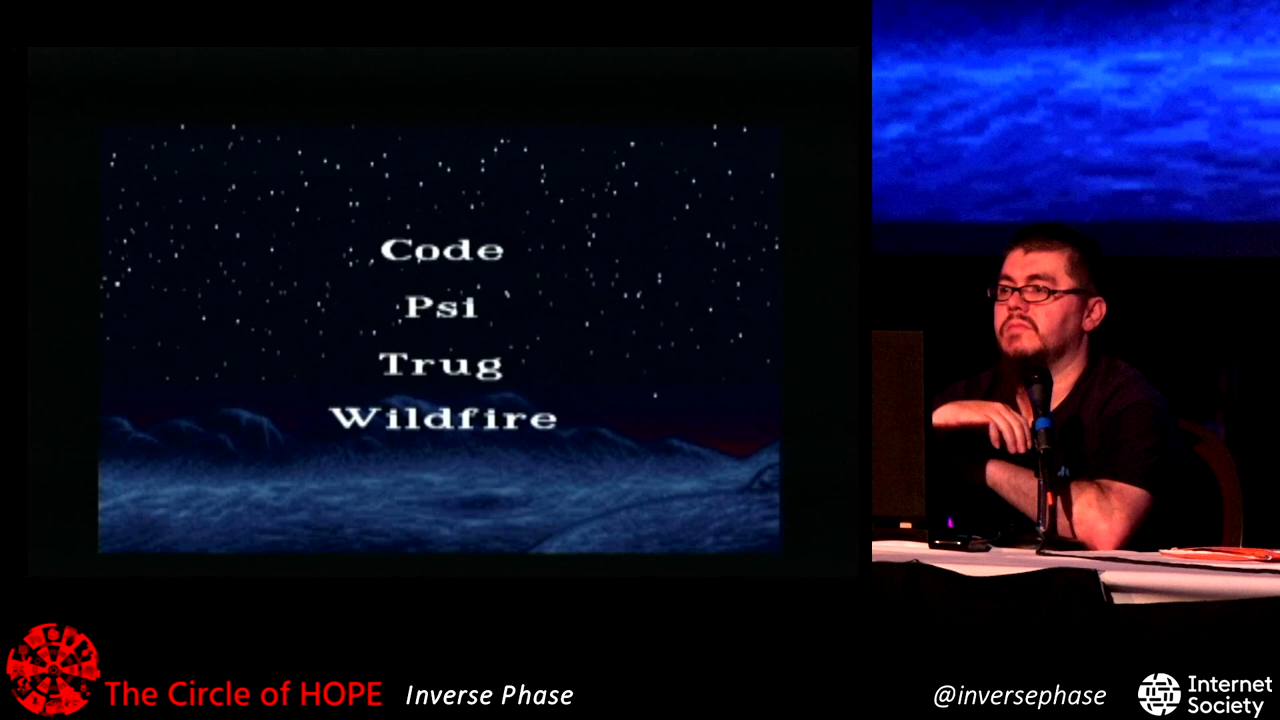 Code
Psi
Trug
Wildfire
The Circle of HOPE
Inverse Phase
@inversephase
Internet
Society